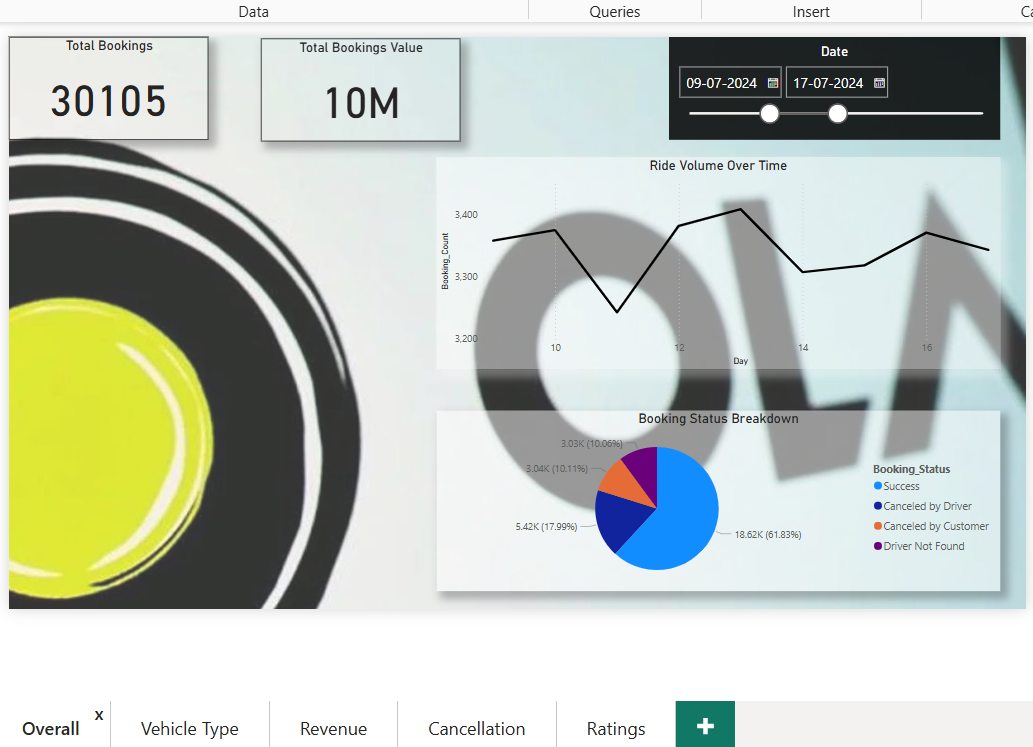 Data
Queries
Insert
Total Bookings
30105
Total Bookings Value
10M
Date
09-07-2024
17-07-2024
Ride Volume Over Time
Booking_Count
3,400
3,300
3,200
10
12
14
16
Day
Booking Status Breakdown
3.03K (10.06%)
3.04K (10.11%)
5.42K (17.99%)
18.62K (61.83%)
Booking_Status
Success
Canceled by Driver
Canceled by Customer
Driver Not Found
Overall x
Vehicle Type
Revenue
Cancellation
Ratings
+